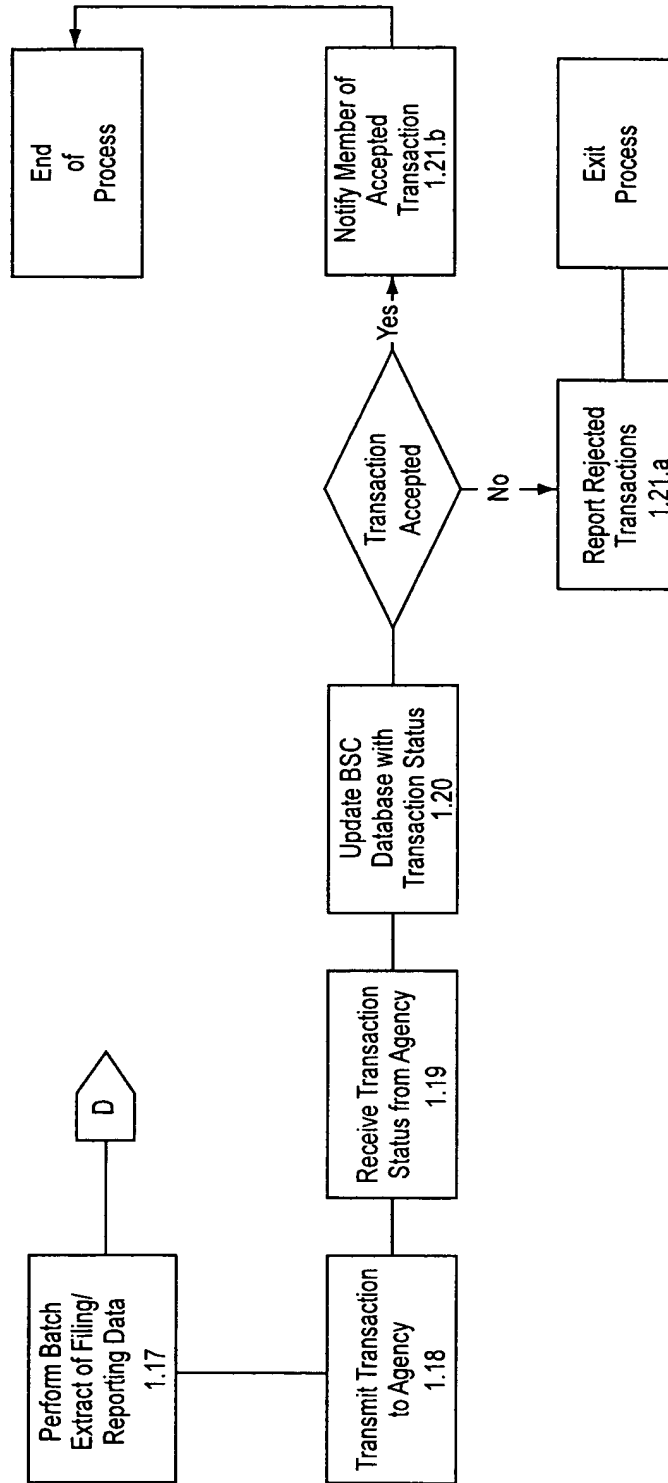 Perform Batch
Extract of Filing/
Reporting Data
1.17
D
Transmit Transaction
to Agency
1.18
Receive Transaction
Status from Agency
1.19
Update BSC
Database with
Transaction Status
1.20
Transaction
Accepted
Yes
Notify Member of
Accepted
Transaction
1.21.b
End
of
Process
No
Report Rejected
Transactions
1.21.a
Exit
Process